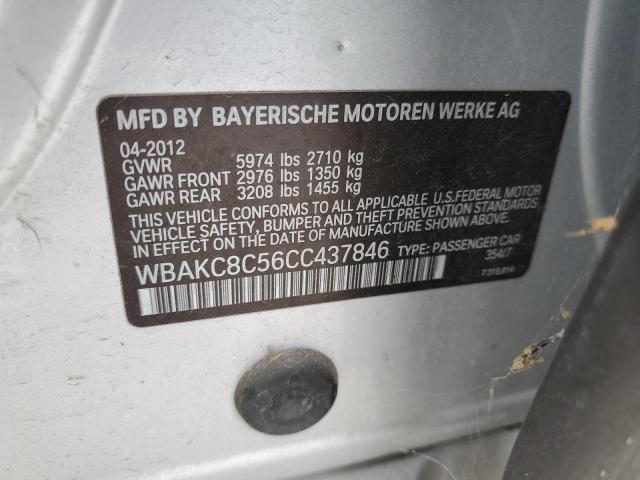 MFD BY BAYERISCHE MOTOREN WERKE AG
04-2012
GVWR 5974 lbs 2710 kg
GAWR FRONT 2976 lbs 1350 kg
GAWR REAR 3208 lbs 1455 kg
THIS VEHICLE CONFORMS TO ALL APPLICABLE U.S.FEDERAL MOTOR
VEHICLE SAFETY, BUMPER AND THEFT PREVENTION STANDARDS
IN EFFECT ON THE DATE OF MANUFACTURE SHOWN ABOVE.
WBAKC8C56CC437846 TYPE: PASSENGER CAR
354/7